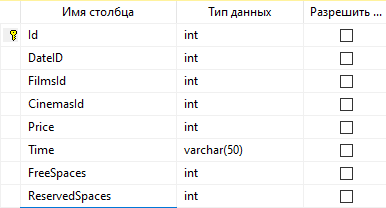 Имя столбца Тип данных Разрешить ...
Id int
DateID int
FilmsId int
CinemasId int
Price int
Time varchar(50)
FreeSpaces int
ReservedSpaces int